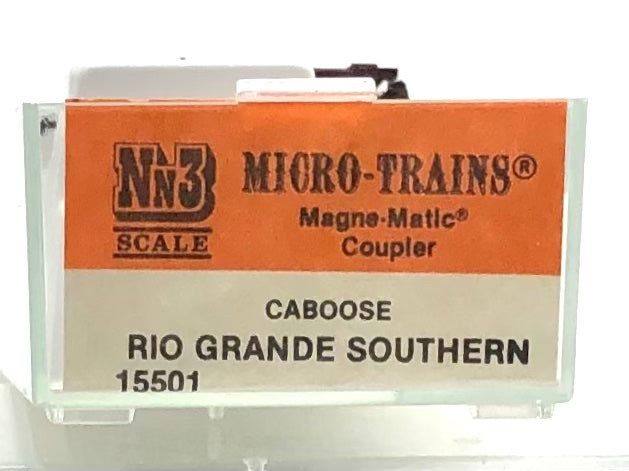 Nn3
SCALE
MICRO-TRAINS®
Magne-Matic®
Coupler
CABOOSE
RIO GRANDE SOUTHERN
15501